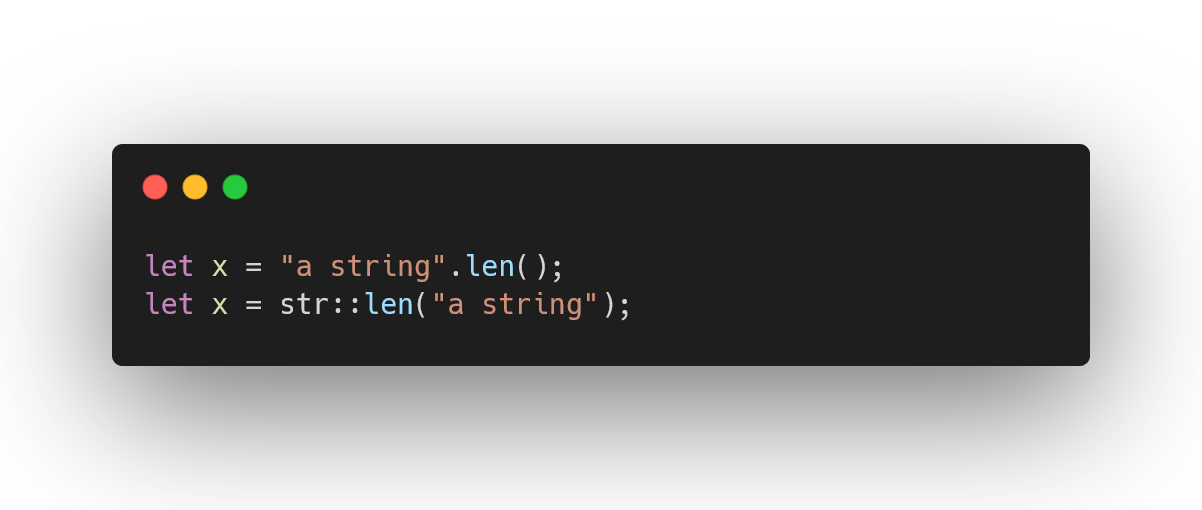 let x = "a string".len();
let x = str::len("a string");